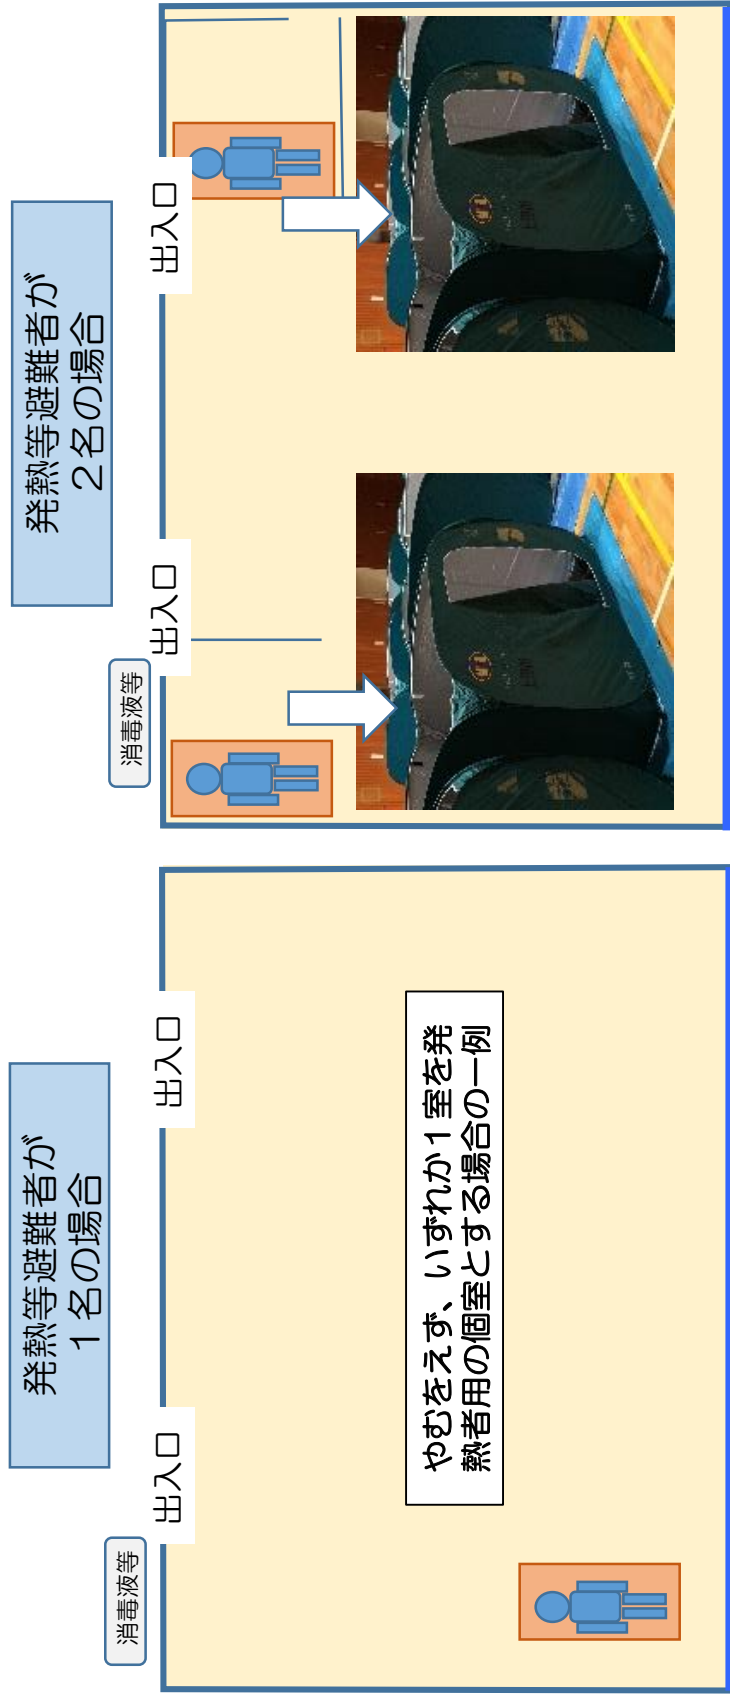 発熱等避難者が
1名の場合
消毒液等
出入口
出入口
やむをえず、いずれか1室を発
熱者用の個室とする場合の一例
発熱等避難者が
2名の場合
消毒液等
出入口
出入口